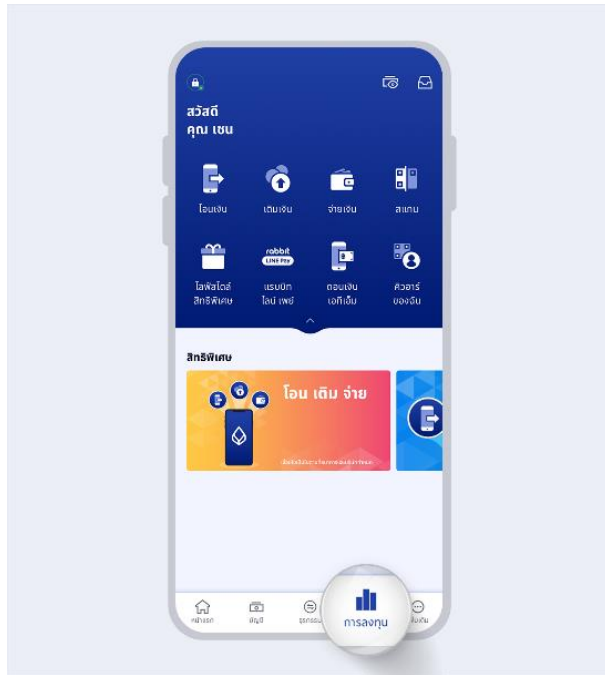 สวัสดี
คุณ เซน
โอนเงิน
เติมเงิน
จ่ายเงิน
สแกน
ไลฟ์สไตล์
สิทธิพิเศษ
rabbit
LINE Pay
แรบบิท
ไลน์ เพย์
ถอนเงิน
เอทีเอ็ม
คิวอาร์
ของฉัน
สิทธิพิเศษ
โอน เติม จ่าย
หน้าแรก
บัญชี
การลงทุน